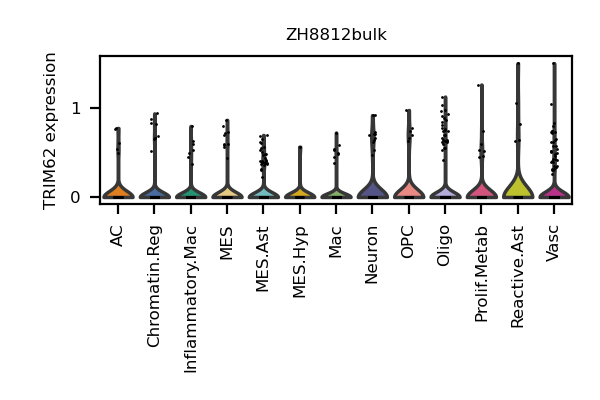 ZH8812bulk
TRIM62 expression
1
0
AC
Chromatin.Reg
Inflammatory.Mac
MES
MES.Ast
MES.Hyp
Mac
Neuron
OPC
Oligo
Prolif.Metab
Reactive.Ast
Vasc